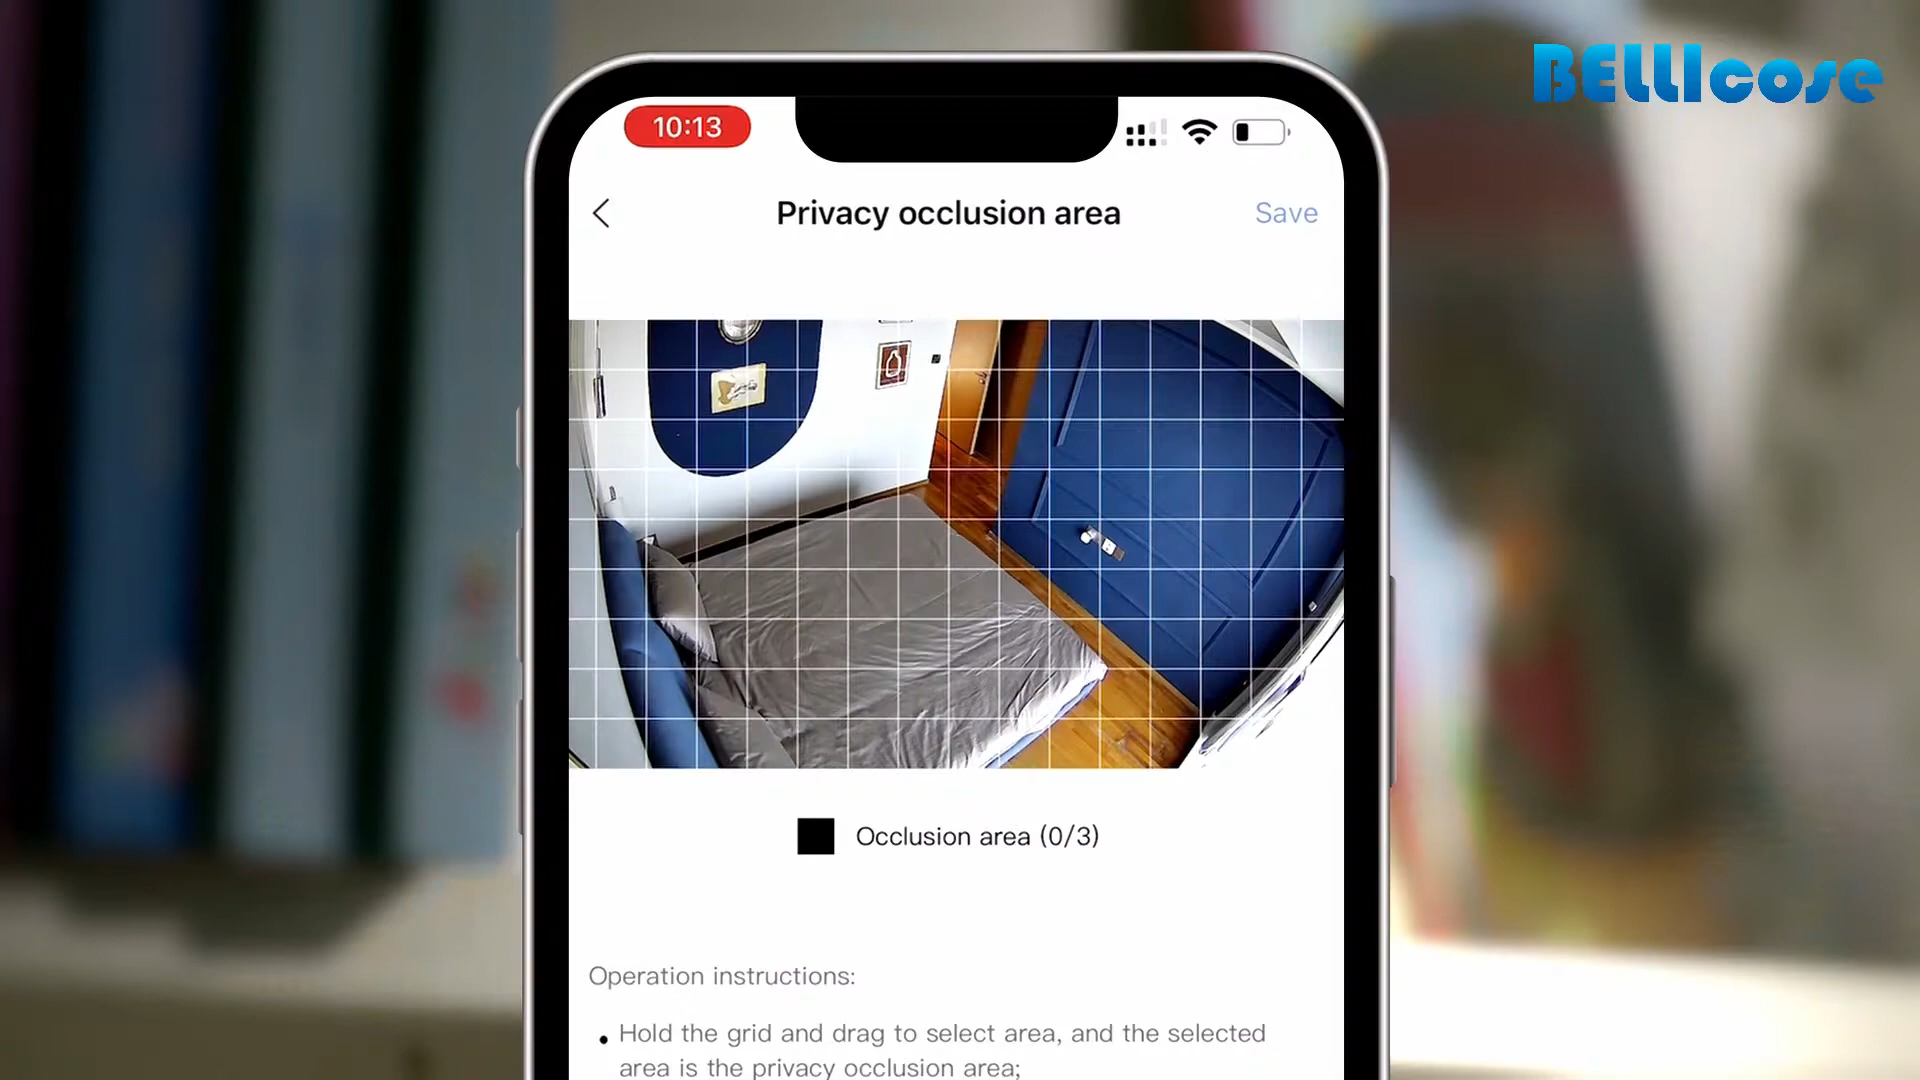 BELLIcose
10:13
Privacy occlusion area
Save
Occlusion area (0/3)
Operation instructions:
Hold the grid and drag to select area, and the selected
area is the privacy occlusion area;